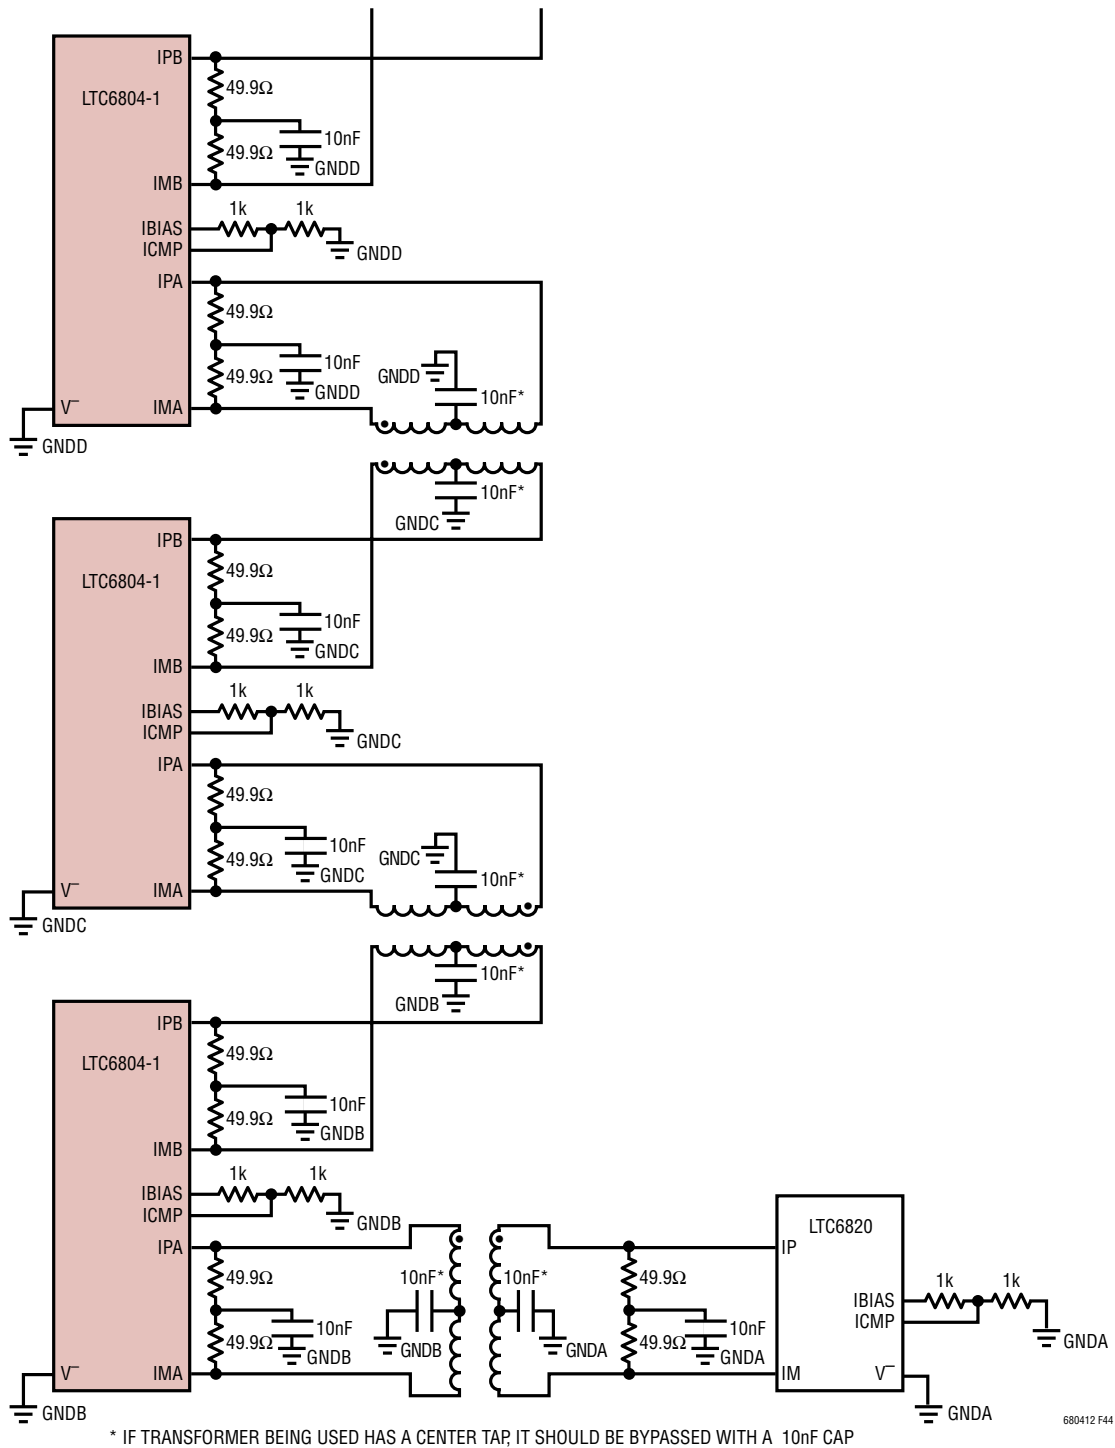 IPB
LTC6804-1
49.9Ω
10nF
49.9Ω
GNDD
IMB
1k 1k
IBIAS
ICMP
GNDD
IPA
49.9Ω
10nF
GNDD
49.9Ω
GNDD
10nF*
V– IMA
GNDD
10nF*
GNDC
IPB
LTC6804-1
49.9Ω
10nF
49.9Ω
GNDC
IMB
1k 1k
IBIAS
ICMP
GNDC
IPA
49.9Ω
10nF
GNDC
49.9Ω
GNDC
10nF*
V– IMA
GNDC
10nF*
GNDB
IPB
LTC6804-1
49.9Ω
10nF
49.9Ω
GNDB
IMB
1k 1k
IBIAS
ICMP
GNDB
IPA
49.9Ω
10nF
49.9Ω
GNDB
10nF*
GNDB
10nF*
GNDA
V– IMA
GNDB
49.9Ω
10nF
49.9Ω
GNDA
LTC6820
IP
1k 1k
IBIAS
ICMP
GNDA
IM V–
GNDA
680412 F44
* IF TRANSFORMER BEING USED HAS A CENTER TAP, IT SHOULD BE BYPASSED WITH A 10nF CAP